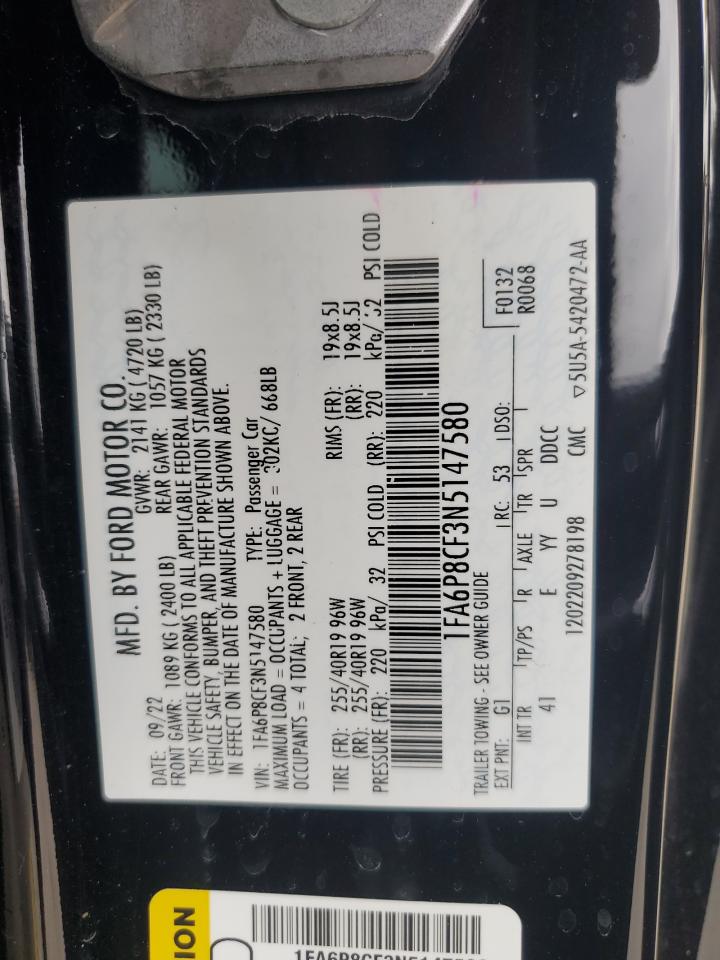 MFD. BY FORD MOTOR CO.
DATE: 09/22 GVWR: 2141 KG ( 4720 LB)
FRONT GAWR: 1089 KG ( 2400 LB) REAR GAWR: 1057 KG ( 2330 LB)
THIS VEHICLE CONFORMS TO ALL APPLICABLE FEDERAL MOTOR
VEHICLE SAFETY, BUMPER, AND THEFT PREVENTION STANDARDS
IN EFFECT ON THE DATE OF MANUFACTURE SHOWN ABOVE.
VIN: 1FA6P8CF3N5147580 TYPE: Passenger Car
MAXIMUM LOAD = OCCUPANTS + LUGGAGE = 302KG/ 668LB
OCCUPANTS = 4 TOTAL; 2 FRONT, 2 REAR
TIRE (FR): 255/40R19 96W RIMS (FR): 19x8.5J
(RR): 255/40R19 96W (RR): 19x8.5J
PRESSURE (FR): 220 kPa/ 32 PSI COLD (RR): 220 kPa/ 32 PSI COLD
1FA6P8CF3N5147580
TRAILER TOWING - SEE OWNER GUIDE
F0132
R0068
EXT PNT: G1 RC: 53 DSO:
INT TR TP/PS R AXLE TR SPR
41 E YY U DDCC
1202209278198 CMC ▽5U5A-5420472-AA
ION